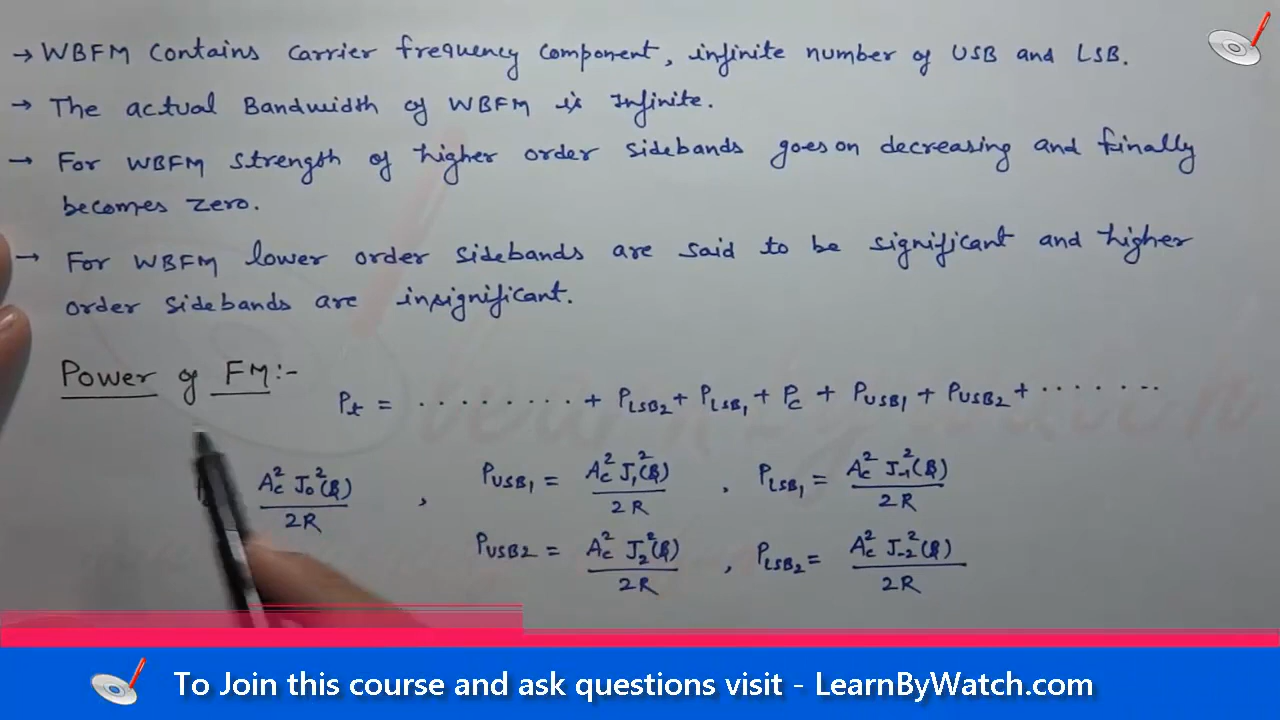 → WBFM contains carrier frequency component, infinite number of USB and LSB.
→ The actual Bandwidth of WBFM is Infinite.
→ For WBFM strength of higher order sidebands goes on decreasing and finally
becomes zero.
→ For WBFM lower order sidebands are said to be significant and higher
order sidebands are insignificant.
Power of FM:-
Pt = ········· + PLSB2 + PLSB1 + Pc + PUSB1 + PUSB2 + ·······
Ac² J0²(β) / 2R , PUSB1 = Ac² J1²(β) / 2R , PLSB1 = Ac² J-1²(β) / 2R
PUSB2 = Ac² J2²(β) / 2R , PLSB2 = Ac² J-2²(β) / 2R
To Join this course and ask questions visit - LearnByWatch.com